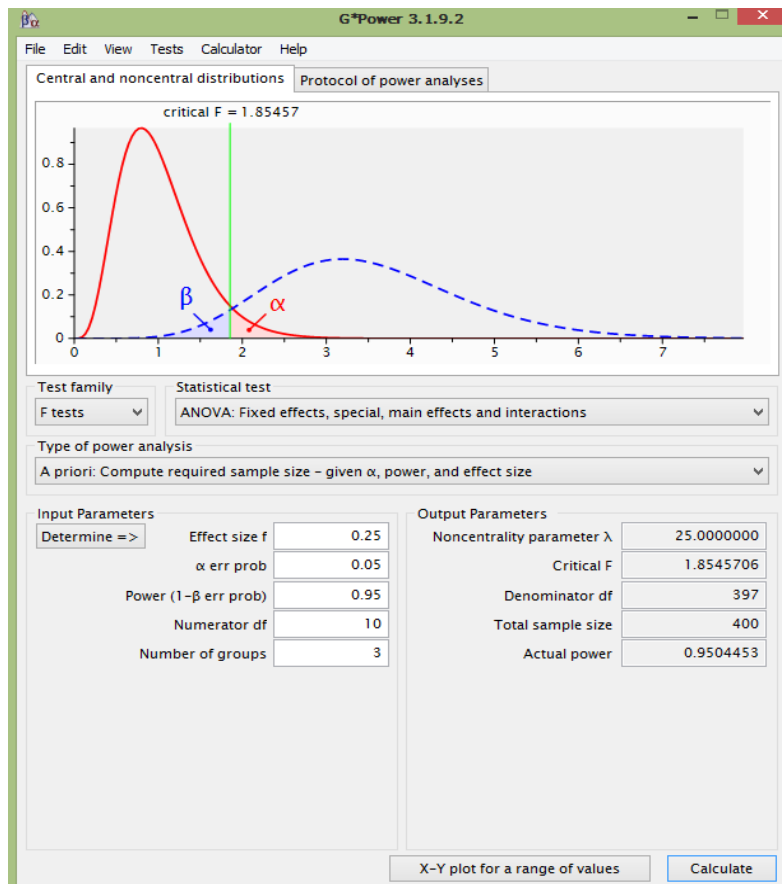 βα G*Power 3.1.9.2
File Edit View Tests Calculator Help
Central and noncentral distributions Protocol of power analyses
critical F = 1.85457
0.8
0.6
0.4
0.2
β α
0
0 1 2 3 4 5 6 7
Test family Statistical test
F tests ANOVA: Fixed effects, special, main effects and interactions
Type of power analysis
A priori: Compute required sample size – given α, power, and effect size
Input Parameters Output Parameters
Determine => Effect size f 0.25 Noncentrality parameter λ 25.0000000
α err prob 0.05 Critical F 1.8545706
Power (1-β err prob) 0.95 Denominator df 397
Numerator df 10 Total sample size 400
Number of groups 3 Actual power 0.9504453
X-Y plot for a range of values Calculate